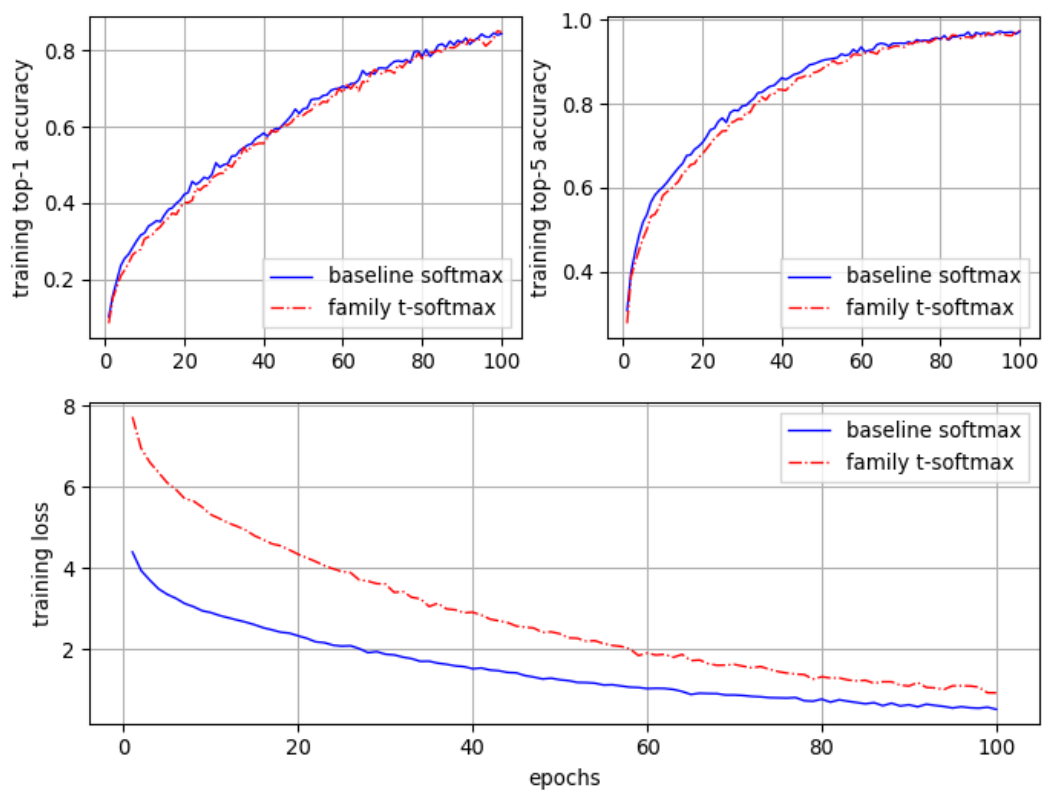 training top-1 accuracy
0.8
0.6
0.4
0.2
0 20 40 60 80 100
baseline softmax
family t-softmax
training top-5 accuracy
1.0
0.8
0.6
0.4
0 20 40 60 80 100
baseline softmax
family t-softmax
training loss
8
6
4
2
0 20 40 60 80 100
baseline softmax
family t-softmax
epochs